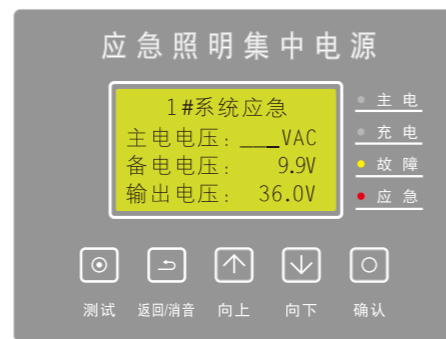 应急照明集中电源
1#系统应急
主电电压：___VAC
备电电压： 9.9V
输出电压： 36.0V
主电
充电
故障
应急
测试 返回/消音 向上 向下 确认